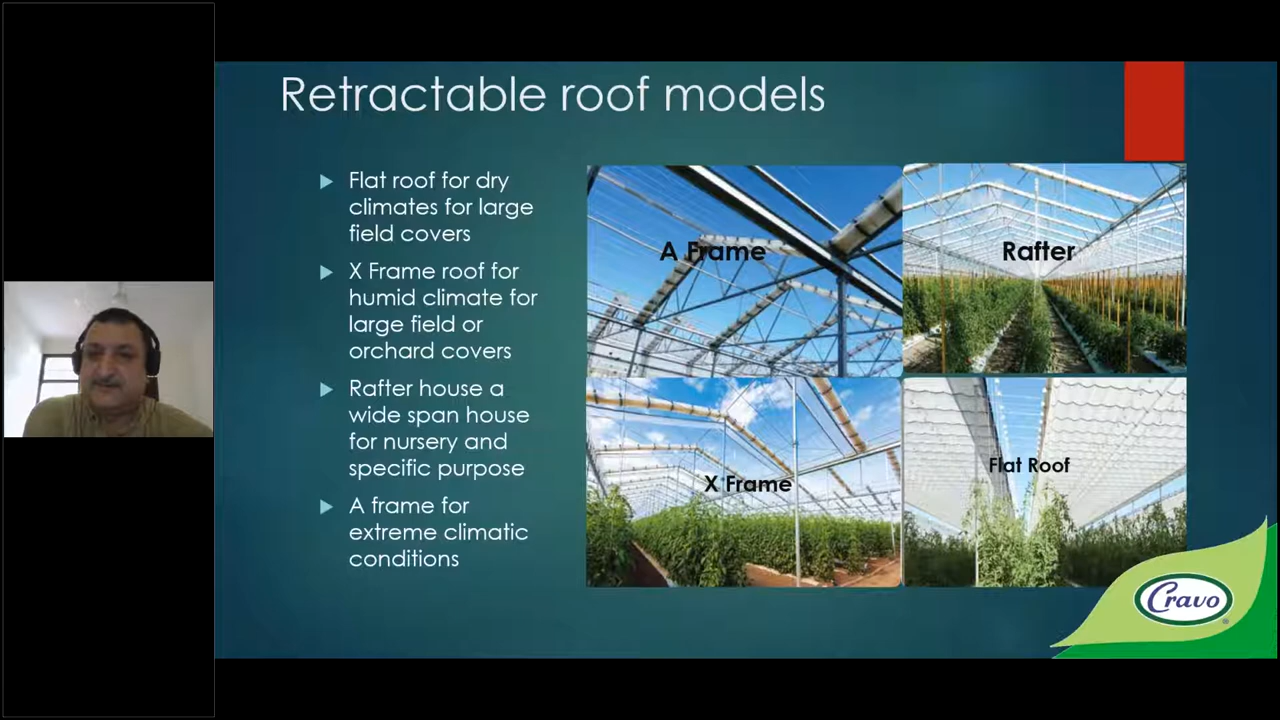 Retractable roof models
Flat roof for dry
climates for large
field covers
X Frame roof for
humid climate for
large field or
orchard covers
Rafter house a
wide span house
for nursery and
specific purpose
A frame for
extreme climatic
conditions
A Frame
Rafter
X Frame
Flat Roof
Cravo